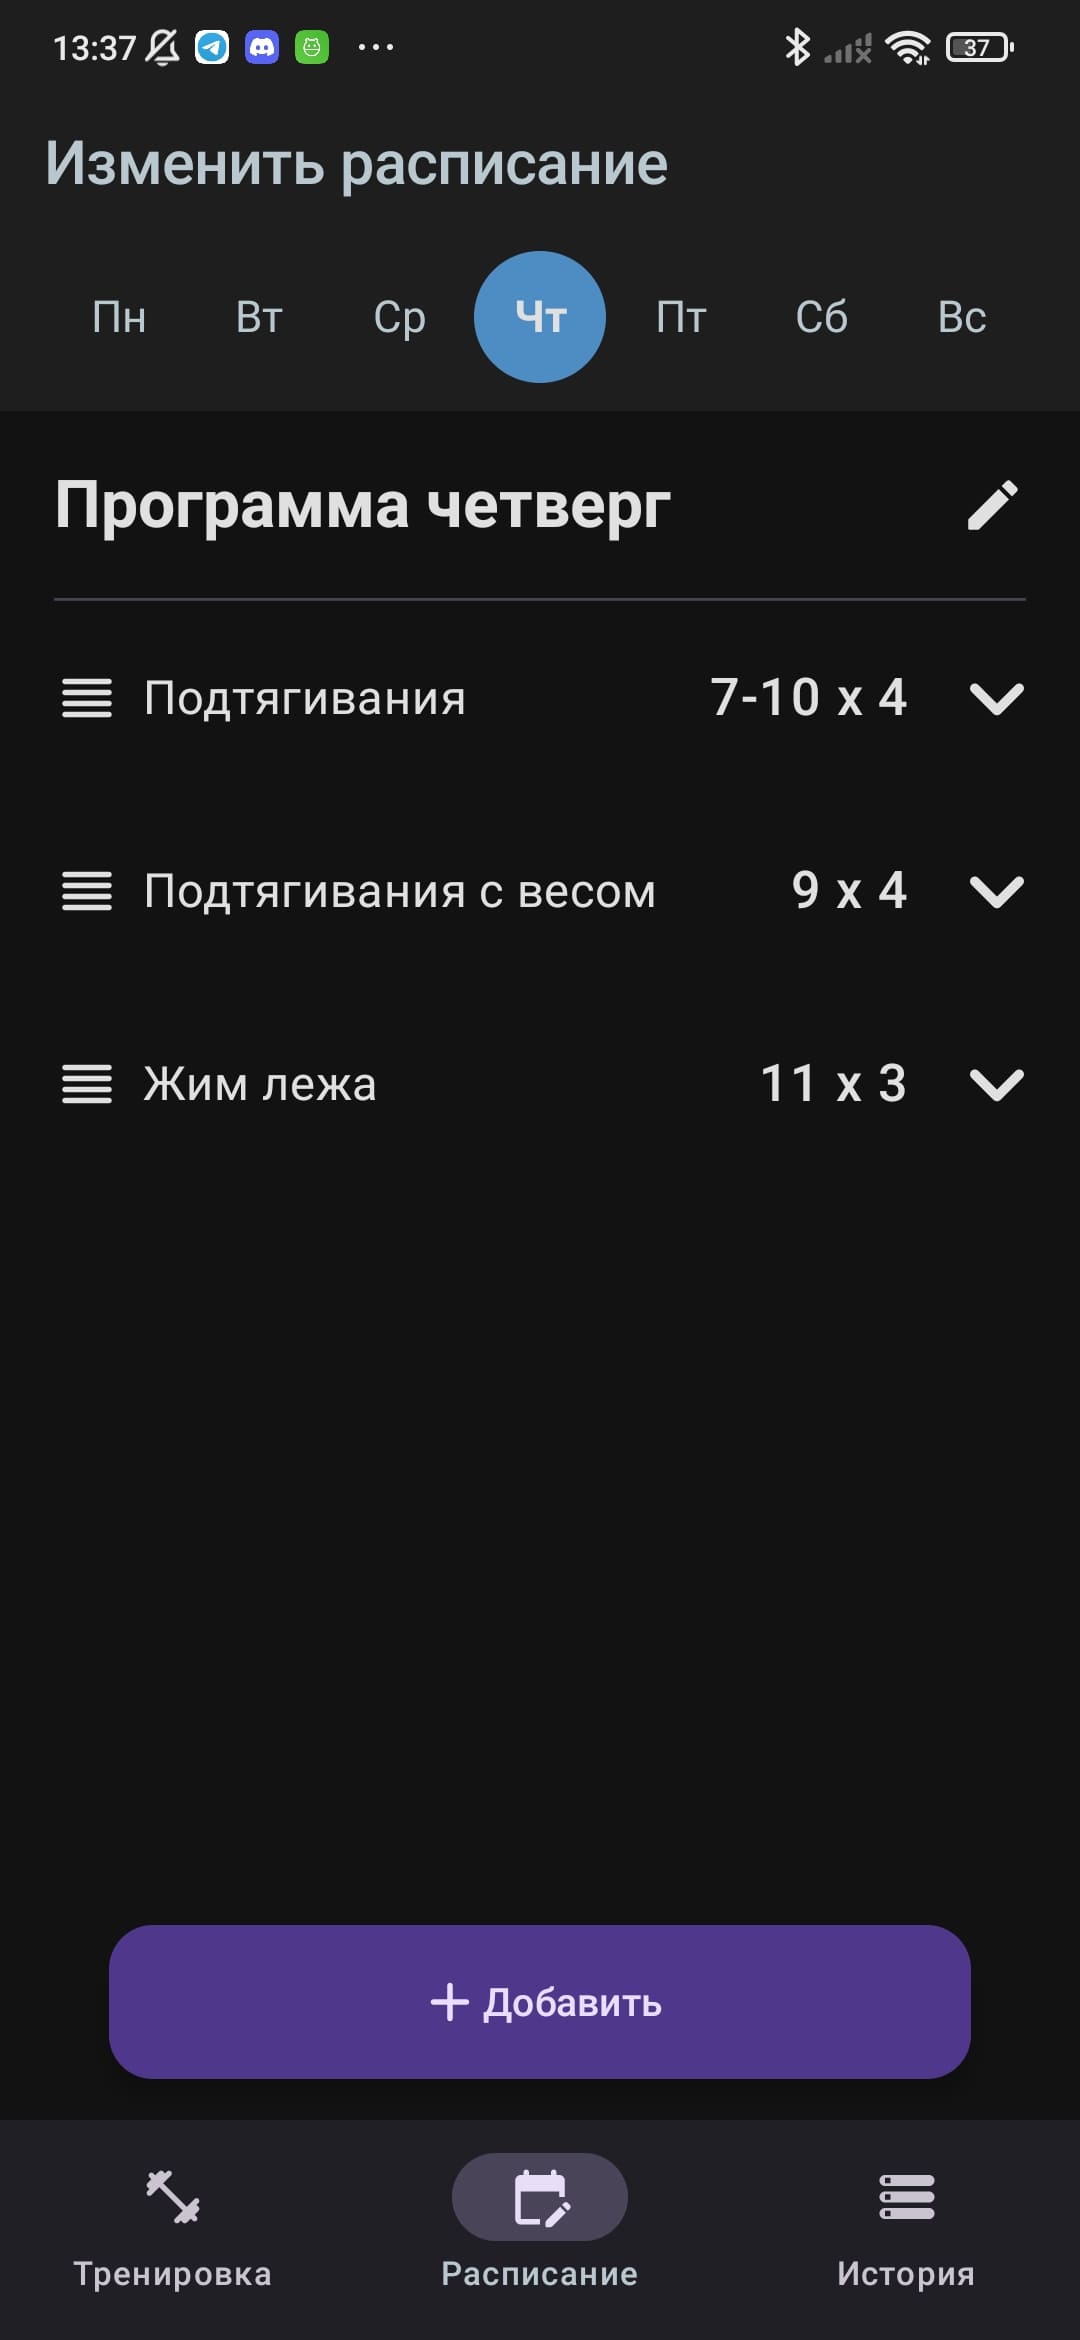 13:37
37
Изменить расписание
Пн Вт Ср Чт Пт Сб Вс
Программа четверг
Подтягивания 7-10 x 4
Подтягивания с весом 9 x 4
Жим лежа 11 x 3
Добавить
Тренировка Расписание История